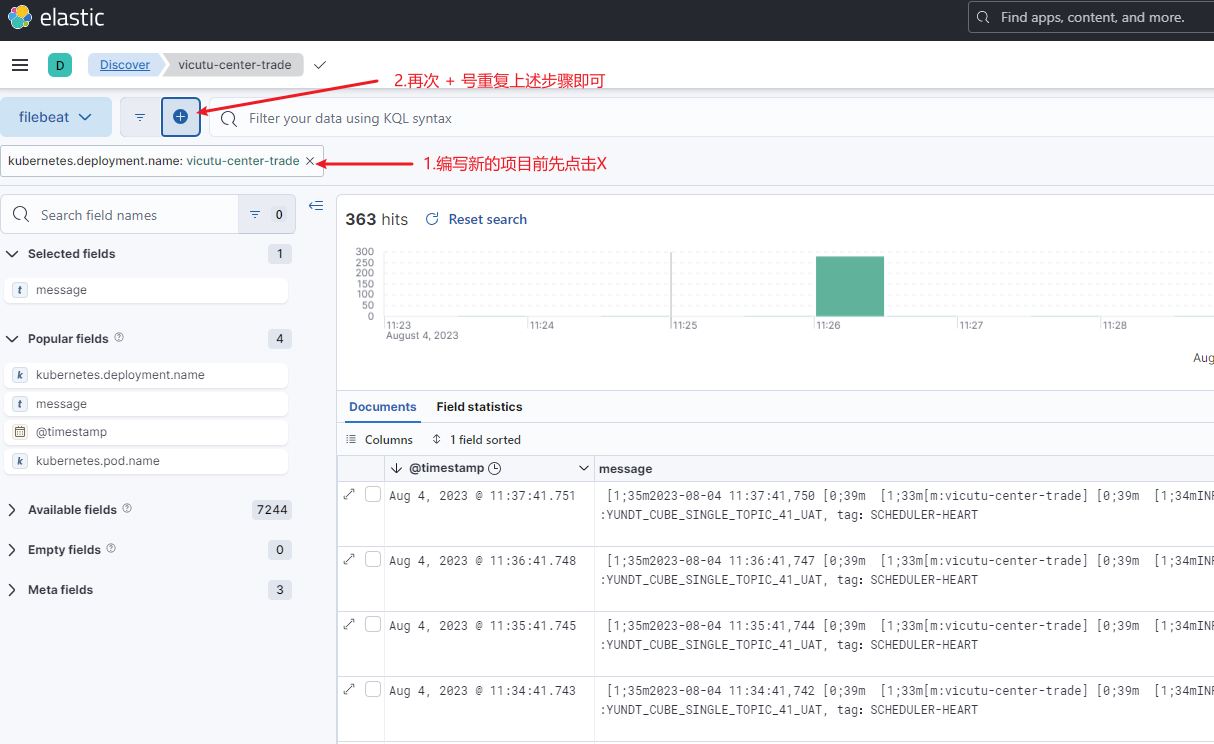 elastic
Find apps, content, and more.
D
Discover
vicutu-center-trade
2.再次 + 号重复上述步骤即可
filebeat
Filter your data using KQL syntax
kubernetes.deployment.name: vicutu-center-trade ×
1.编写新的项目前先点击X
Search field names
0
363 hits
Reset search
Selected fields
1
t message
Popular fields
4
k kubernetes.deployment.name
t message
@timestamp
k kubernetes.pod.name
Available fields
7244
Empty fields
0
Meta fields
3
300
250
200
150
100
50
0
11:23
August 4, 2023
11:24
11:25
11:26
11:27
11:28
Aug
Documents
Field statistics
Columns
1 field sorted
@timestamp
message
Aug 4, 2023 @ 11:37:41.751
[1;35m2023-08-04 11:37:41,750 [0;39m [1;33m[m:vicutu-center-trade] [0;39m [1;34mINF
:YUNDT_CUBE_SINGLE_TOPIC_41_UAT, tag: SCHEDULER-HEART
Aug 4, 2023 @ 11:36:41.748
[1;35m2023-08-04 11:36:41,747 [0;39m [1;33m[m:vicutu-center-trade] [0;39m [1;34mINF
:YUNDT_CUBE_SINGLE_TOPIC_41_UAT, tag: SCHEDULER-HEART
Aug 4, 2023 @ 11:35:41.745
[1;35m2023-08-04 11:35:41,744 [0;39m [1;33m[m:vicutu-center-trade] [0;39m [1;34mINF
:YUNDT_CUBE_SINGLE_TOPIC_41_UAT, tag: SCHEDULER-HEART
Aug 4, 2023 @ 11:34:41.743
[1;35m2023-08-04 11:34:41,742 [0;39m [1;33m[m:vicutu-center-trade] [0;39m [1;34mINF
:YUNDT_CUBE_SINGLE_TOPIC_41_UAT, tag: SCHEDULER-HEART